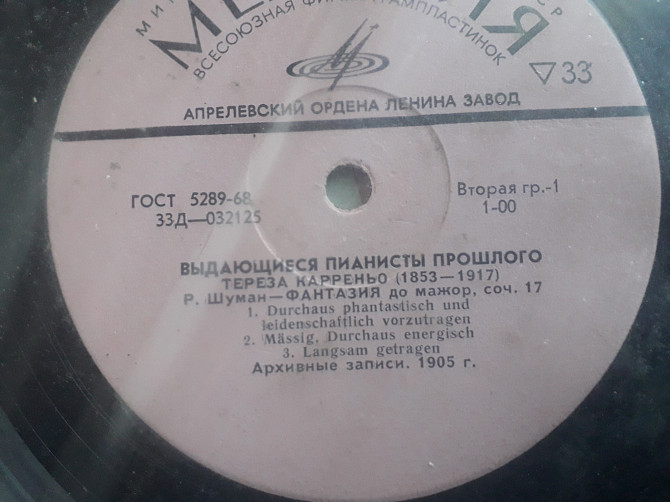 ВСЕСОЮЗНАЯ
▽33
АПРЕЛЕВСКИЙ ОРДЕНА ЛЕНИНА ЗАВОД
ГОСТ 5289-68
33Д—032125
Вторая гр.-1
1-00
ВЫДАЮЩИЕСЯ ПИАНИСТЫ ПРОШЛОГО
ТЕРЕЗА КАРРЕНЬО (1853—1917)
Р. Шуман—ФАНТАЗИЯ до мажор, соч. 17
1. Durchaus phantastisch und
leidenschaftlich vorzutragen
2. Mässig, Durchaus energisch
3. Langsam getragen
Архивные записи. 1905 г.